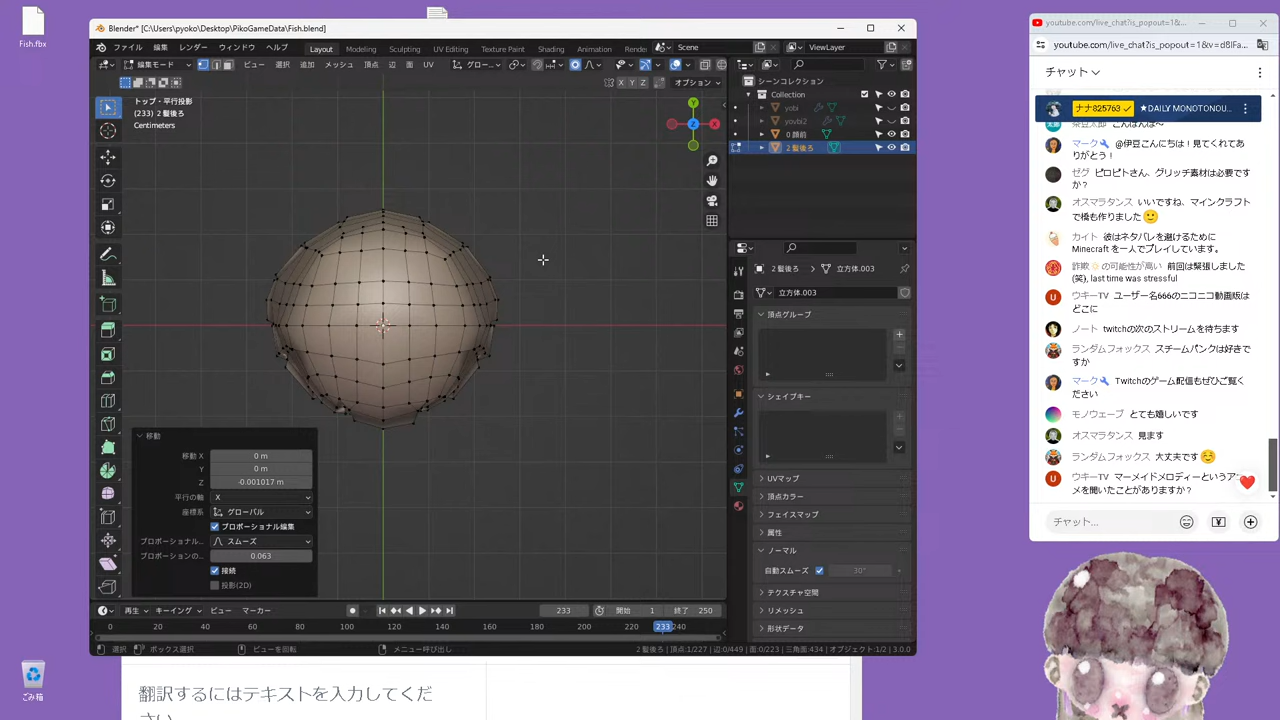 Fish.fbx
ごみ箱
Blender* [C:\Users\pyoko\Desktop\PikoGameData\Fish.blend]
ファイル 編集 レンダー ウィンドウ ヘルプ Layout Modeling Sculpting UV Editing Texture Paint Shading Animation Rende Scene ViewLayer
編集モード ビュー 選択 追加 メッシュ 頂点 辺 面 UV グロー...
X Y Z オプション
トップ・平行投影
(233) 2 髪後ろ
Centimeters
Y
Z X
シーンコレクション
Collection
yobi
yovbi2
0 顔前
2 髪後ろ
2 髪後ろ 立方体.003
立方体.003
頂点グループ
シェイプキー
UVマップ
頂点カラー
フェイスマップ
属性
ノーマル
自動スムーズ 30°
テクスチャ空間
リメッシュ
形状データ
移動
移動 X 0 m
Y 0 m
Z -0.001017 m
平行の軸 X
座標系 グローバル
プロポーショナル編集
プロポーショナル... スムーズ
プロポーションの... 0.063
接続
投影(2D)
再生 キーイング ビュー マーカー 233 開始 1 終了 250
0 20 40 60 80 100 120 140 160 180 200 220 233 240
選択 ボックス選択 ビューを回転 メニュー呼び出し 2 髪後ろ | 頂点:1/227 | 辺:0/449 | 面:0/223 | 三角面:434 | オブジェクト:1/2 | 3.0.0
翻訳するにはテキストを入力してくだ
さい
youtube.com/live_chat?is_popout=1&...
youtube.com/live_chat?is_popout=1&v=d8lFa...
チャット
ナナ825763 ★DAILY MONOTONOU...
茶豆太郎 こんばんは～
マーク @伊豆こんにちは！見てくれてあ
りがとう！
ゼグ ピロピトさん、グリッチ素材は必要です
か？
オスマラタンス いいですね、マインクラフト
で橋も作りました
カイト 彼はネタバレを避けるために
Minecraft を一人でプレイしています。
詐欺の可能性が高い 前回は緊張しました
(笑), last time was stressful
ウキーTV ユーザー名666のニコニコ動画版は
どこに
ノート twitchの次のストリームを待ちます
ランダムフォックス スチームパンクは好きで
すか
マーク Twitchのゲーム配信もぜひご覧く
ださい
モノウェーブ とても嬉しいです
オスマラタンス 見ます
ランダムフォックス 大丈夫です
ウキーTV マーメイドメロディーというアニ
メを聞いたことがありますか？
チャット...